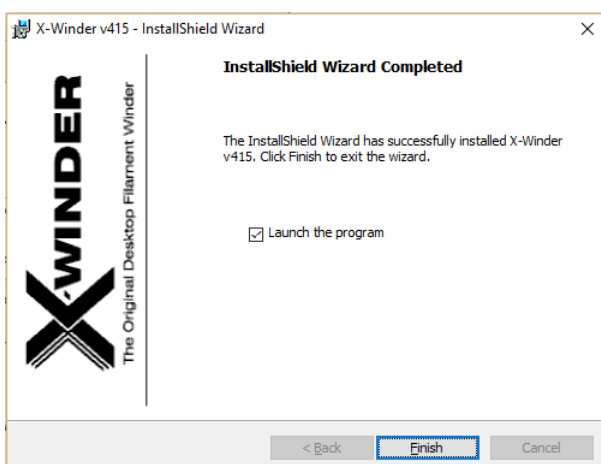 X-Winder v415 - InstallShield Wizard
X-WINDER
The Original Desktop Filament Winder
InstallShield Wizard Completed
The InstallShield Wizard has successfully installed X-Winder
v415. Click Finish to exit the wizard.
Launch the program
< Back
Finish
Cancel